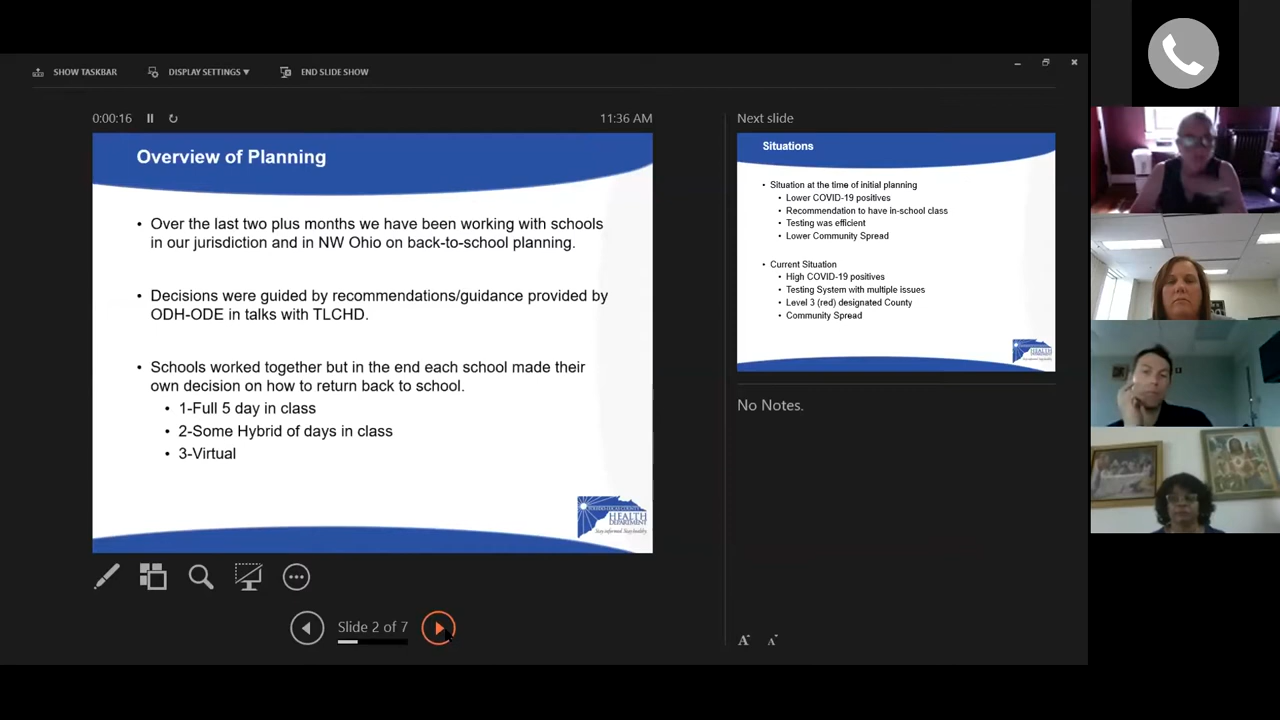 SHOW TASKBAR
DISPLAY SETTINGS ▾
END SLIDE SHOW
0:00:16
11:36 AM
Overview of Planning
• Over the last two plus months we have been working with schools
in our jurisdiction and in NW Ohio on back-to-school planning.
• Decisions were guided by recommendations/guidance provided by
ODH-ODE in talks with TLCHD.
• Schools worked together but in the end each school made their
own decision on how to return back to school.
• 1-Full 5 day in class
• 2-Some Hybrid of days in class
• 3-Virtual
HEALTH
DEPARTMENT
Stay informed. Stay healthy.
Slide 2 of 7
Next slide
Situations
• Situation at the time of initial planning
• Lower COVID-19 positives
• Recommendation to have in-school class
• Testing was efficient
• Lower Community Spread
• Current Situation
• High COVID-19 positives
• Testing System with multiple issues
• Level 3 (red) designated County
• Community Spread
HEALTH
No Notes.
A
A